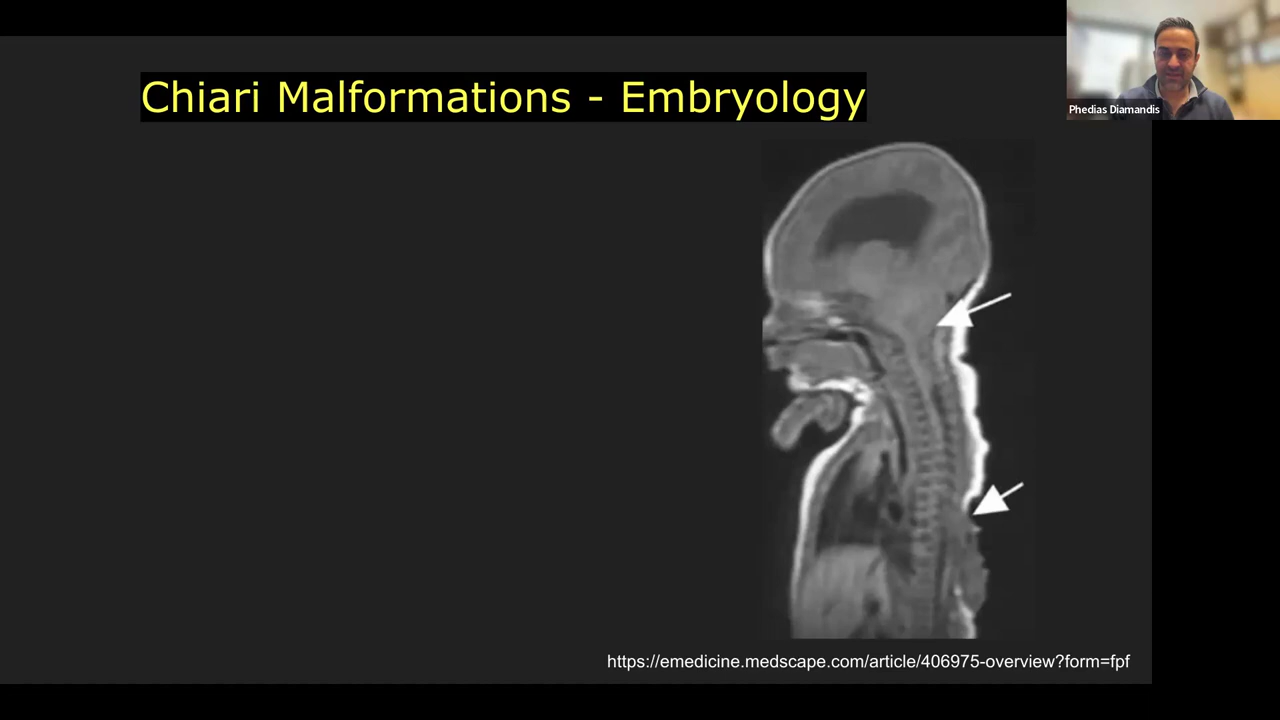 Chiari Malformations - Embryology
Phedias Diamandis
https://emedicine.medscape.com/article/406975-overview?form=fpf